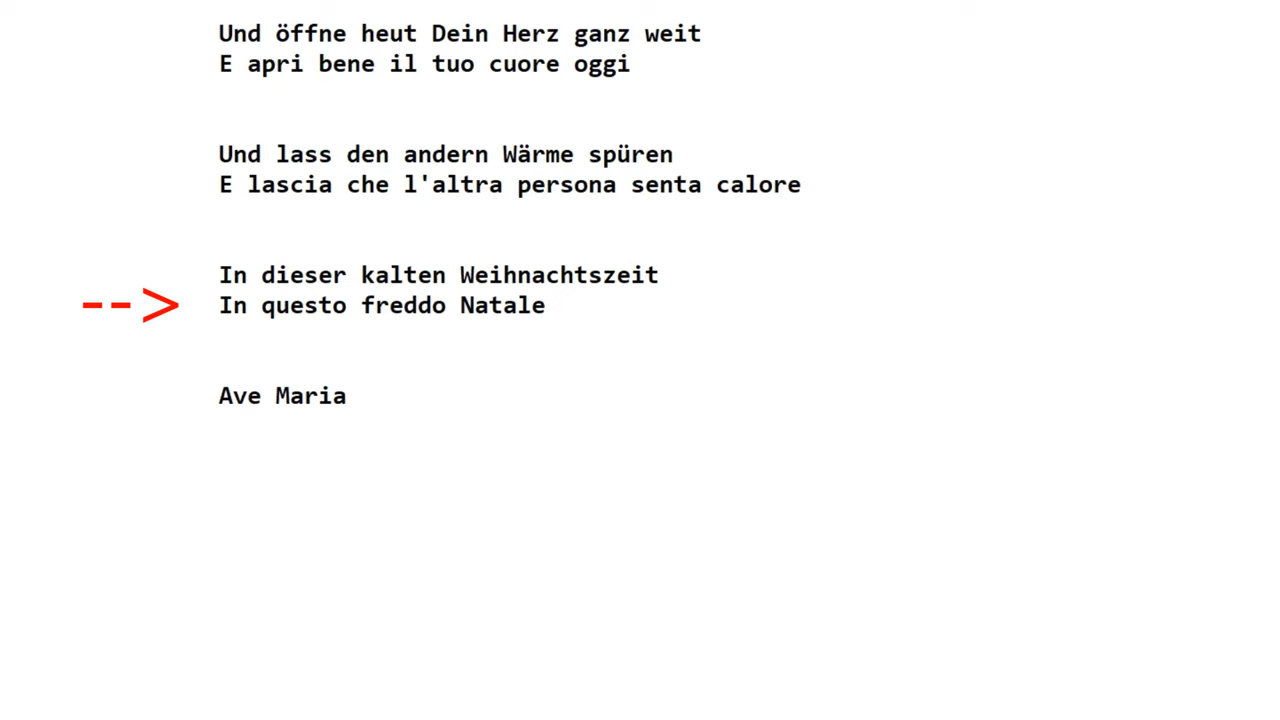 Und öffne heut Dein Herz ganz weit
E apri bene il tuo cuore oggi
Und lass den andern Wärme spüren
E lascia che l'altra persona senta calore
In dieser kalten Weihnachtszeit
--> In questo freddo Natale
Ave Maria